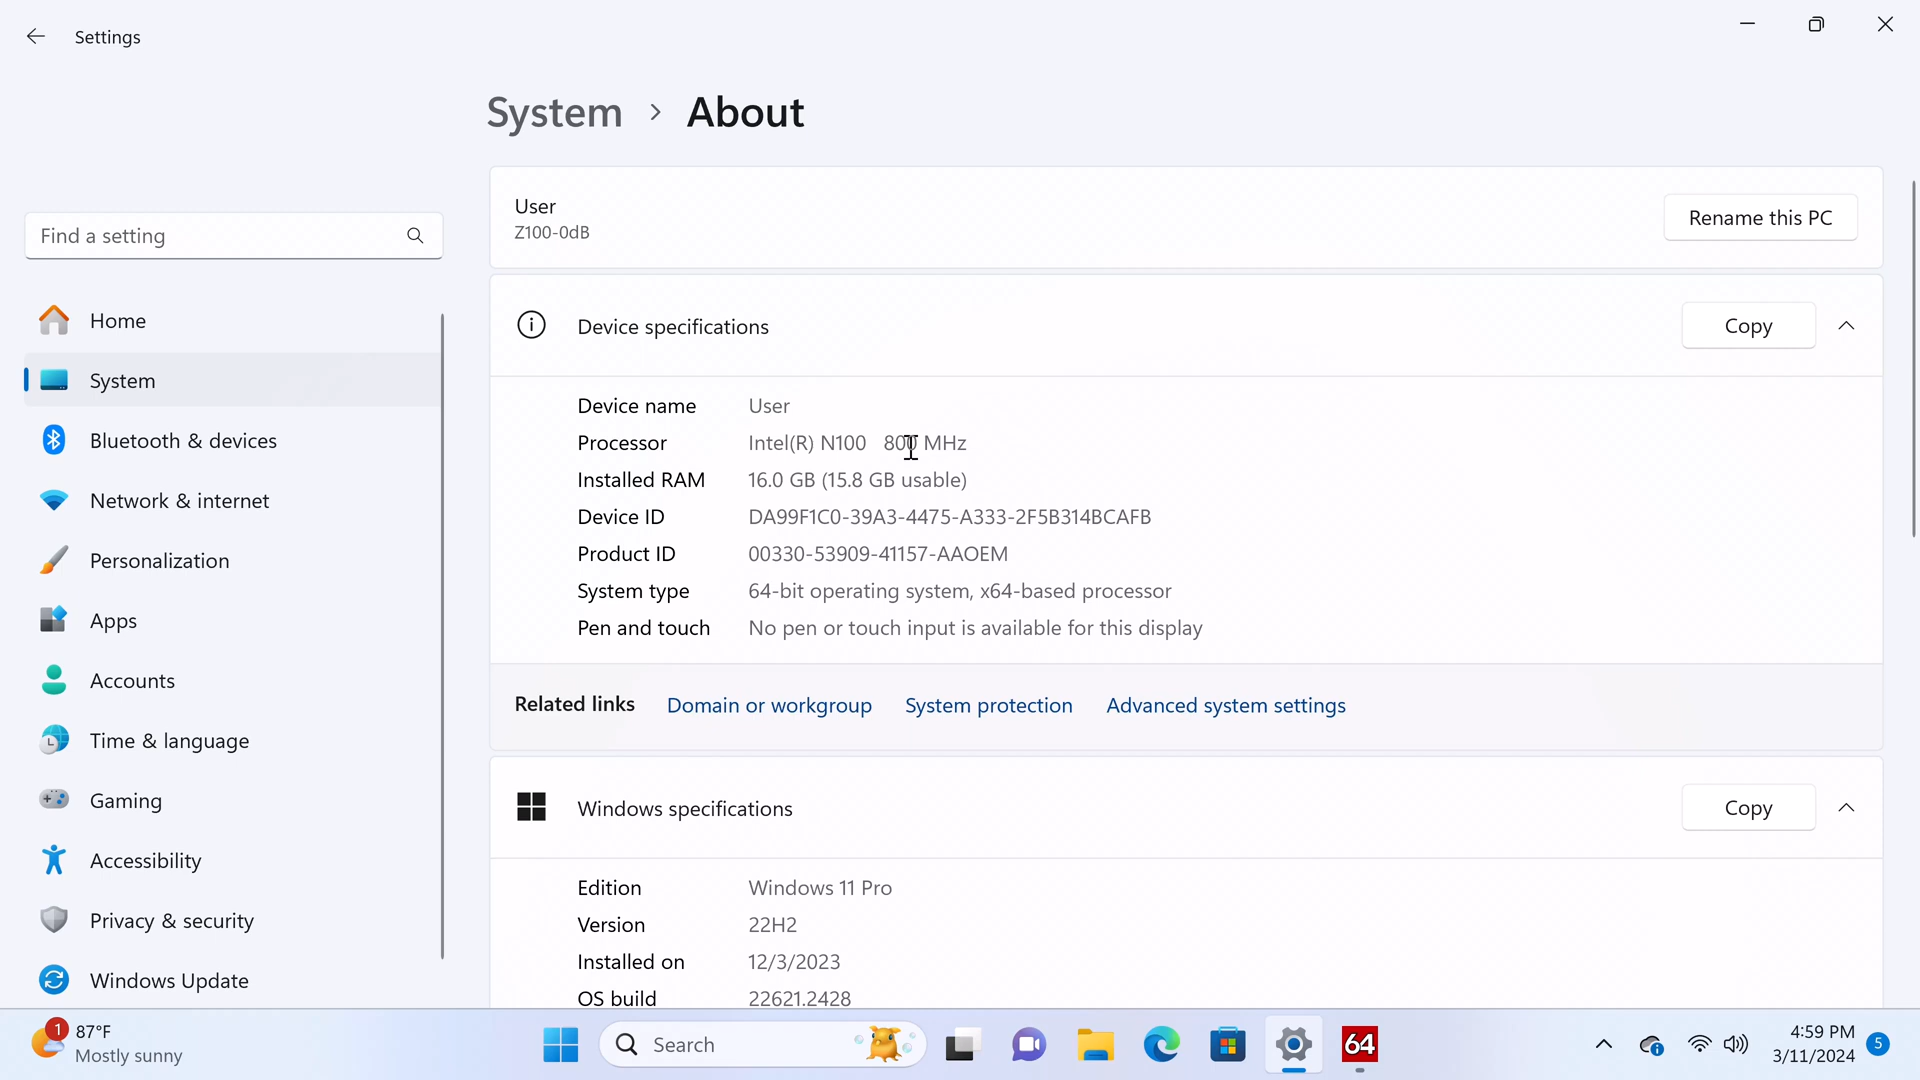 Settings
System > About
User
Z100-0dB
Rename this PC
Find a setting
Home
System
Bluetooth & devices
Network & internet
Personalization
Apps
Accounts
Time & language
Gaming
Accessibility
Privacy & security
Windows Update
Device specifications
Copy
Device name User
Processor Intel(R) N100 800 MHz
Installed RAM 16.0 GB (15.8 GB usable)
Device ID DA99F1C0-39A3-4475-A333-2F5B314BCAFB
Product ID 00330-53909-41157-AAOEM
System type 64-bit operating system, x64-based processor
Pen and touch No pen or touch input is available for this display
Related links Domain or workgroup System protection Advanced system settings
Windows specifications
Copy
Edition Windows 11 Pro
Version 22H2
Installed on 12/3/2023
OS build 22621.2428
1
87°F
Mostly sunny
Search
64
4:59 PM
3/11/2024
5